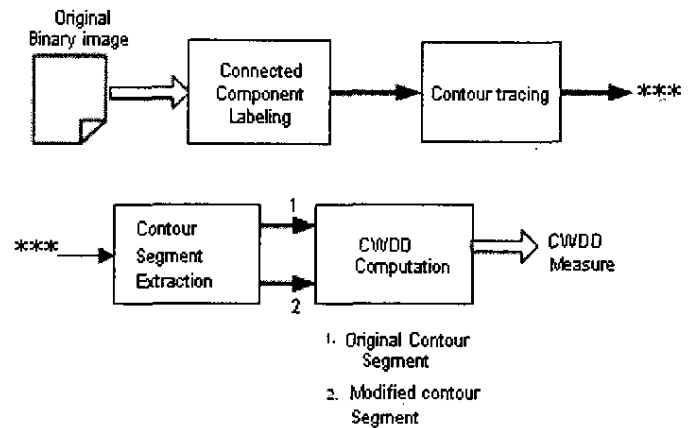 Original
Binary image
Connected
Component
Labeling
Contour tracing
***
***
Contour
Segment
Extraction
1
2
CWDD
Computation
CWDD
Measure
1. Original Contour
Segment
2. Modified contour
Segment